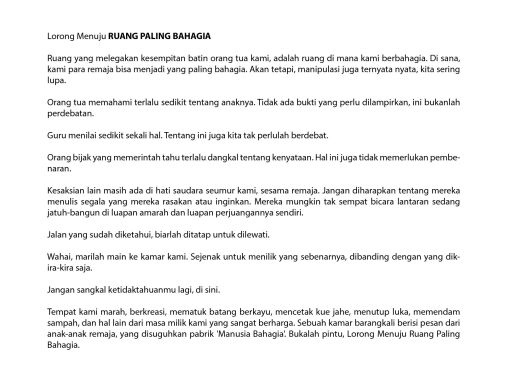 Lorong Menuju RUANG PALING BAHAGIA
Ruang yang melegakan kesempitan batin orang tua kami, adalah ruang di mana kami berbahagia. Di sana,
kami para remaja bisa menjadi yang paling bahagia. Akan tetapi, manipulasi juga ternyata nyata, kita sering
lupa.
Orang tua memahami terlalu sedikit tentang anaknya. Tidak ada bukti yang perlu dilampirkan, ini bukanlah
perdebatan.
Guru menilai sedikit sekali hal. Tentang ini juga kita tak perlulah berdebat.
Orang bijak yang memerintah tahu terlalu dangkal tentang kenyataan. Hal ini juga tidak memerlukan pembe-
naran.
Kesaksian lain masih ada di hati saudara seumur kami, sesama remaja. Jangan diharapkan tentang mereka
menulis segala yang mereka rasakan atau inginkan. Mereka mungkin tak sempat bicara lantaran sedang
jatuh-bangun di luapan amarah dan luapan perjuangannya sendiri.
Jalan yang sudah diketahui, biarlah ditatap untuk dilewati.
Wahai, marilah main ke kamar kami. Sejenak untuk menilik yang sebenarnya, dibanding dengan yang dik-
ira-kira saja.
Jangan sangkal ketidaktahuanmu lagi, di sini.
Tempat kami marah, berkreasi, mematuk batang berkayu, mencetak kue jahe, menutup luka, memendam
sampah, dan hal lain dari masa milik kami yang sangat berharga. Sebuah kamar barangkali berisi pesan dari
anak-anak remaja, yang disuguhkan pabrik 'Manusia Bahagia'. Bukalah pintu, Lorong Menuju Ruang Paling
Bahagia.